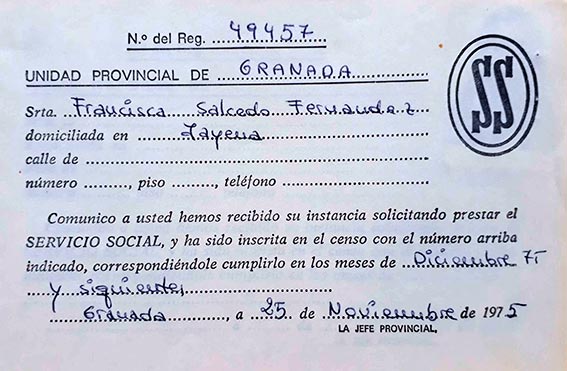 N.º del Reg. 49457
SS
UNIDAD PROVINCIAL DE GRANADA
Srta. Francisca Salcedo Fernandez
domiciliada en Jayena
calle de
número ........., piso ........., teléfono
Comunico a usted hemos recibido su instancia solicitando prestar el
SERVICIO SOCIAL, y ha sido inscrita en el censo con el número arriba
indicado, correspondiéndole cumplirlo en los meses de Diciembre 75
y siguientes
Granada, a 25 de Noviembre de 1975
LA JEFE PROVINCIAL,